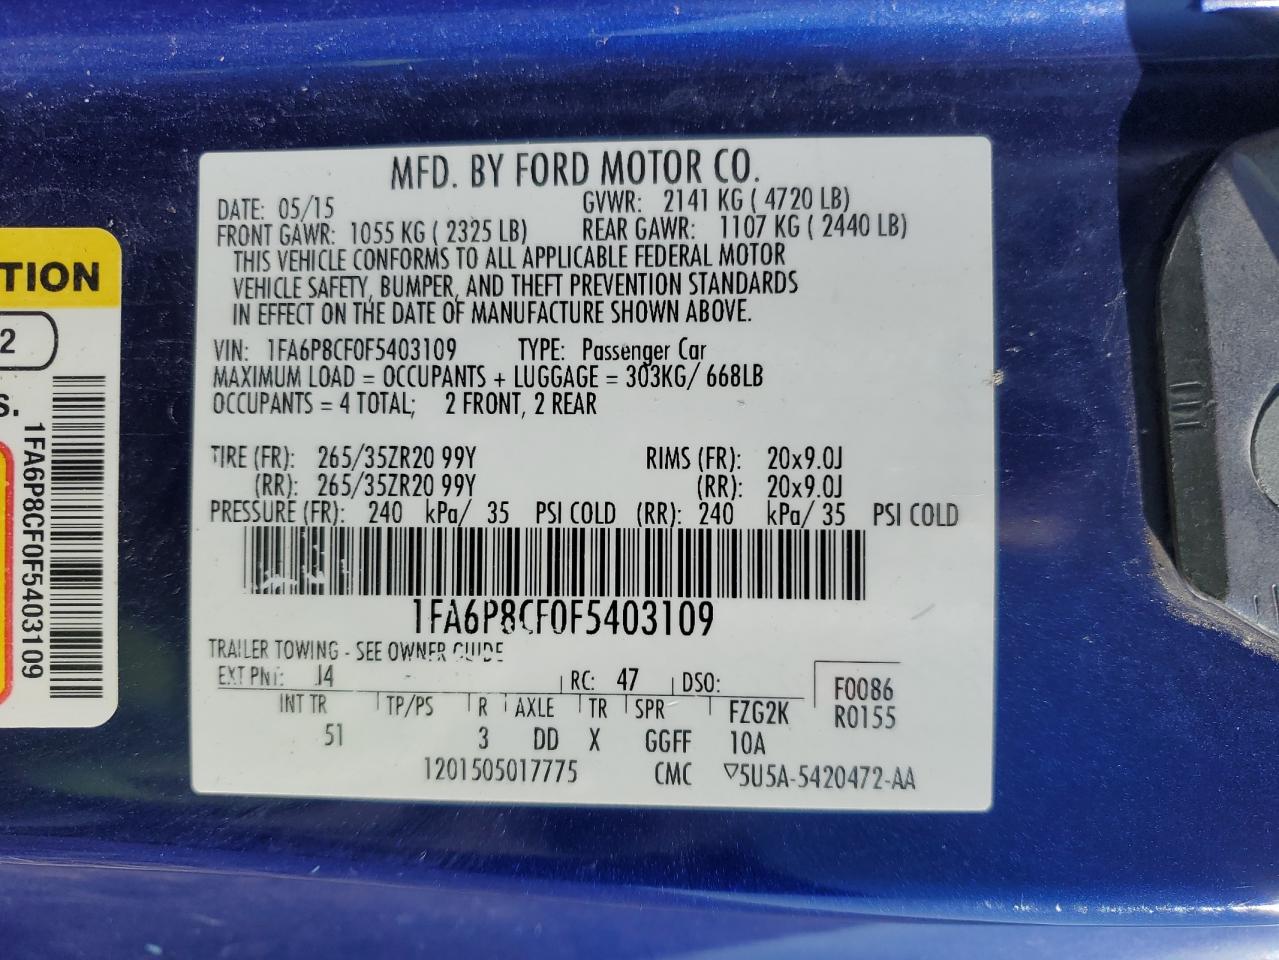 MFD. BY FORD MOTOR CO.
DATE: 05/15 GVWR: 2141 KG ( 4720 LB)
FRONT GAWR: 1055 KG ( 2325 LB) REAR GAWR: 1107 KG ( 2440 LB)
THIS VEHICLE CONFORMS TO ALL APPLICABLE FEDERAL MOTOR
VEHICLE SAFETY, BUMPER, AND THEFT PREVENTION STANDARDS
IN EFFECT ON THE DATE OF MANUFACTURE SHOWN ABOVE.
VIN: 1FA6P8CF0F5403109 TYPE: Passenger Car
MAXIMUM LOAD = OCCUPANTS + LUGGAGE = 303KG/ 668LB
OCCUPANTS = 4 TOTAL; 2 FRONT, 2 REAR
TIRE (FR): 265/35ZR20 99Y RIMS (FR): 20x9.0J
(RR): 265/35ZR20 99Y (RR): 20x9.0J
PRESSURE (FR): 240 kPa/ 35 PSI COLD (RR): 240 kPa/ 35 PSI COLD
1FA6P8CF0F5403109
TRAILER TOWING - SEE OWNER GUIDE
EXT PNT: J4 RC: 47 DSO: F0086
INT TR TP/PS R AXLE TR SPR FZG2K R0155
51 3 DD X GGFF 10A
1201505017775 CMC ▽5U5A-5420472-AA
TION
2
S.
1FA6P8CF0F5403109